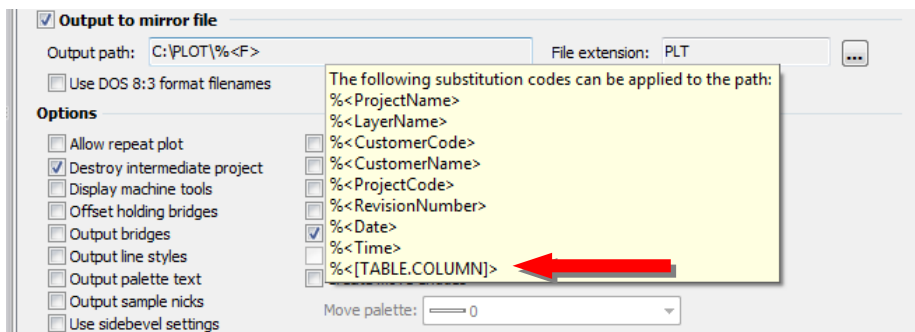 Output to mirror file
Output path: C:\PLOT\%<F> File extension: PLT ...
Use DOS 8:3 format filenames
The following substitution codes can be applied to the path:
%<ProjectName>
%<LayerName>
%<CustomerCode>
%<CustomerName>
%<ProjectCode>
%<RevisionNumber>
%<Date>
%<Time>
%<[TABLE.COLUMN]>
Options
Allow repeat plot
Destroy intermediate project
Display machine tools
Offset holding bridges
Output bridges
Output line styles
Output palette text
Output sample nicks
Use sidebevel settings
Move palette: 0